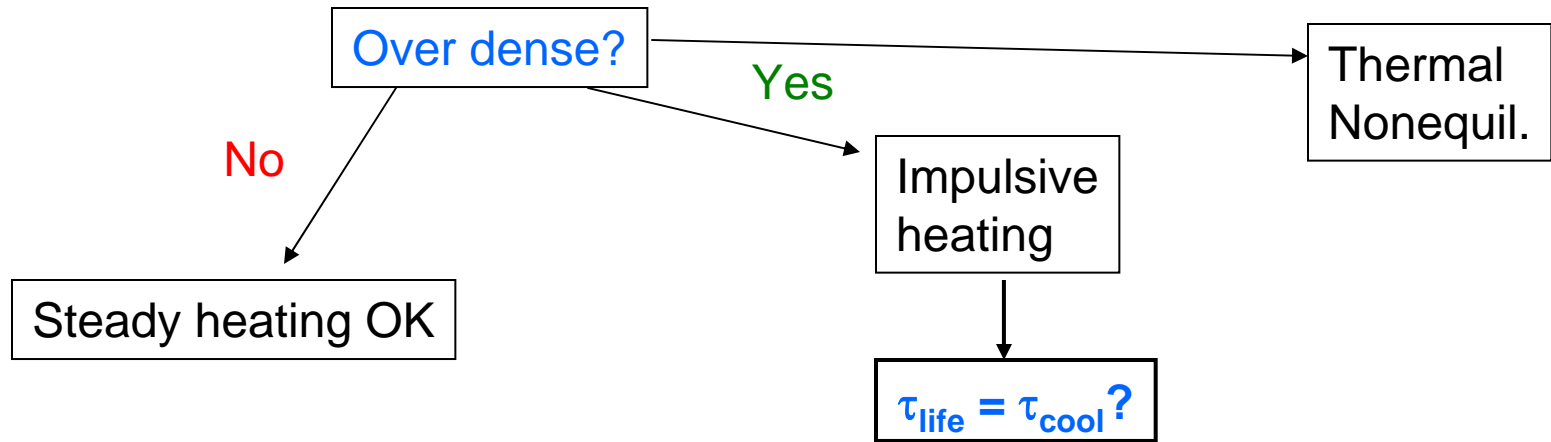 Over dense?
Yes
Thermal
Nonequil.
No
Impulsive
heating
Steady heating OK
τlife = τcool?